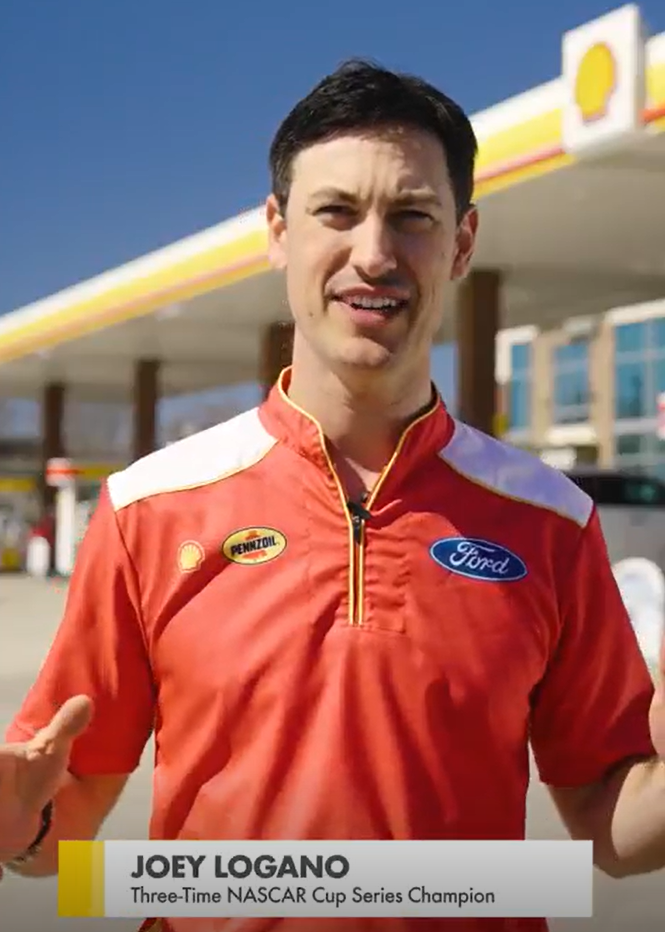 PENNZOIL
Ford
JOEY LOGANO
Three-Time NASCAR Cup Series Champion